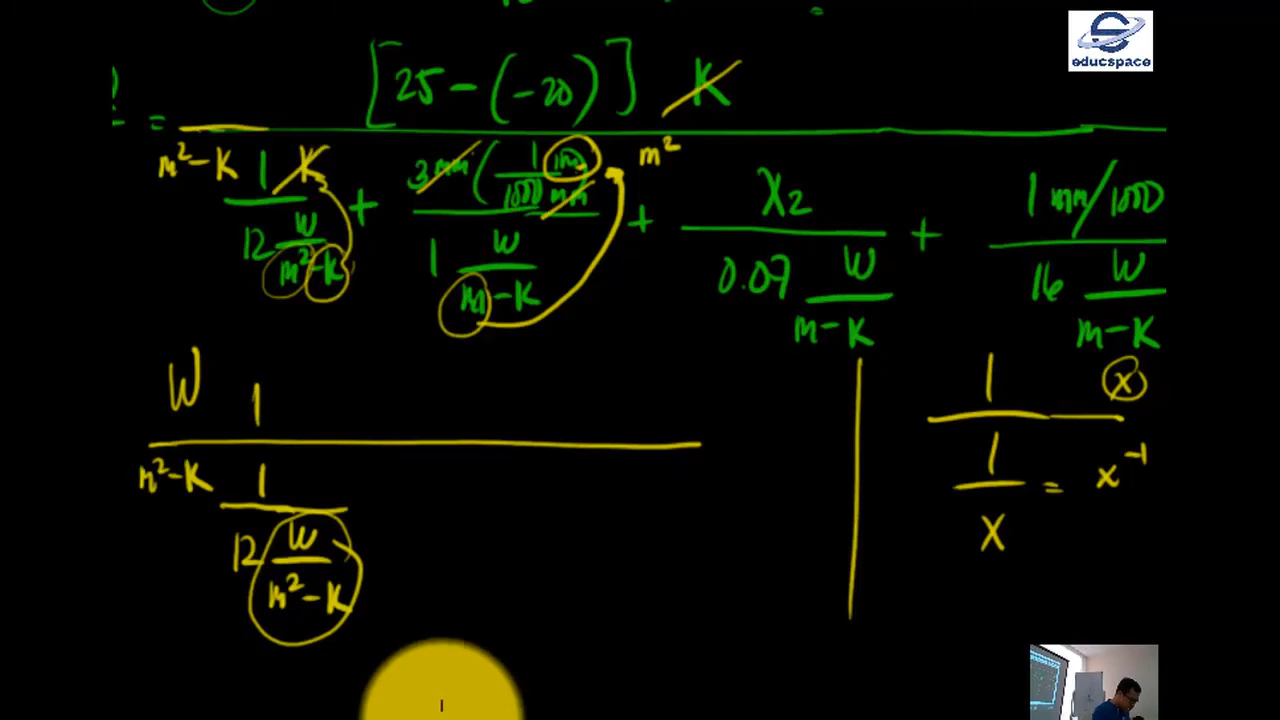 educspace
= [25-(-20)] K
m²-K 1 K + 3 mm (1/1000 1m/mm) m² + X2 + 1 mm/1000
12 W/m²-K 1 W/m-K 0.07 W/m-K 16 W/m-K
W 1
m²-K 1
12 W/m²-K
1 x
1/x = x⁻¹